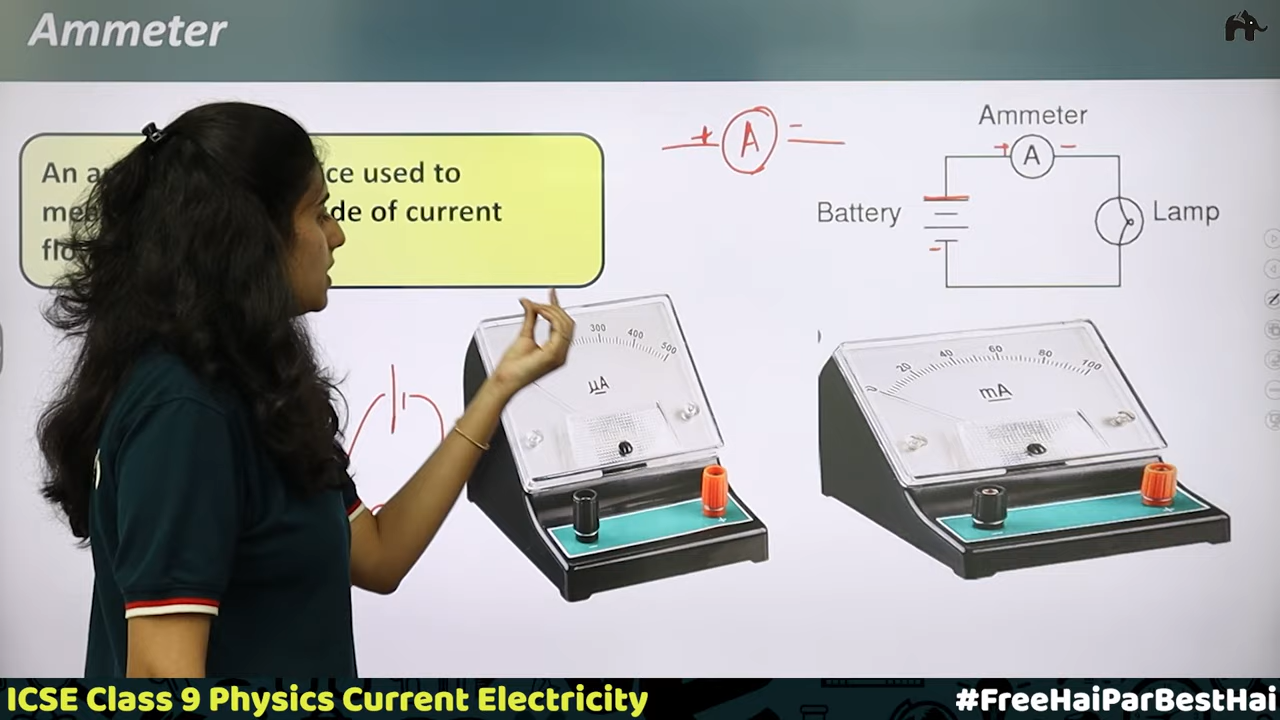 Ammeter
An a ce used to
me de of current
flo
+ A -
Ammeter
+ A -
Battery
-
Lamp
300 400 500
µA
0 20 40 60 80 100
mA
- +
- +
ICSE Class 9 Physics Current Electricity
#FreeHaiParBestHai